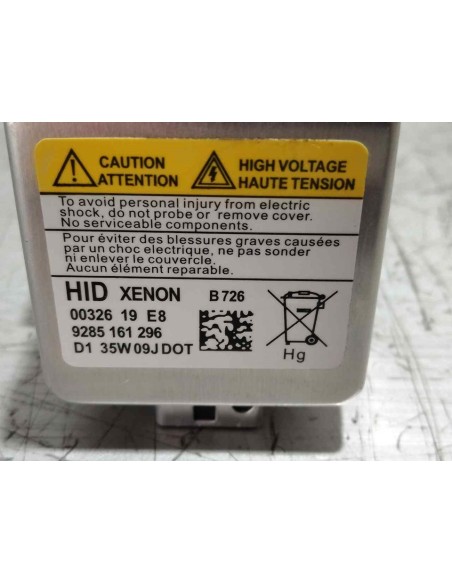 CAUTION
ATTENTION
HIGH VOLTAGE
HAUTE TENSION
To avoid personal injury from electric
shock, do not probe or remove cover.
No serviceable components.
Pour éviter des blessures graves causées
par un choc electrique, ne pas sonder
ni enlever le couvercle.
Aucun élément reparable.
HID XENON B726
00326 19 E8
9285 161 296
D1 35W 09J DOT
Hg